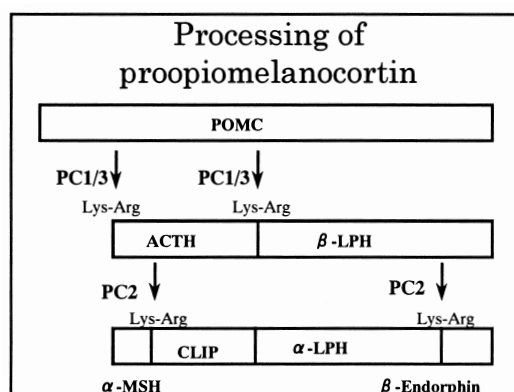 Processing of
proopiomelanocortin
POMC
PC1/3 PC1/3
Lys-Arg Lys-Arg
ACTH β-LPH
PC2 PC2
Lys-Arg Lys-Arg
CLIP α-LPH
α-MSH β-Endorphin